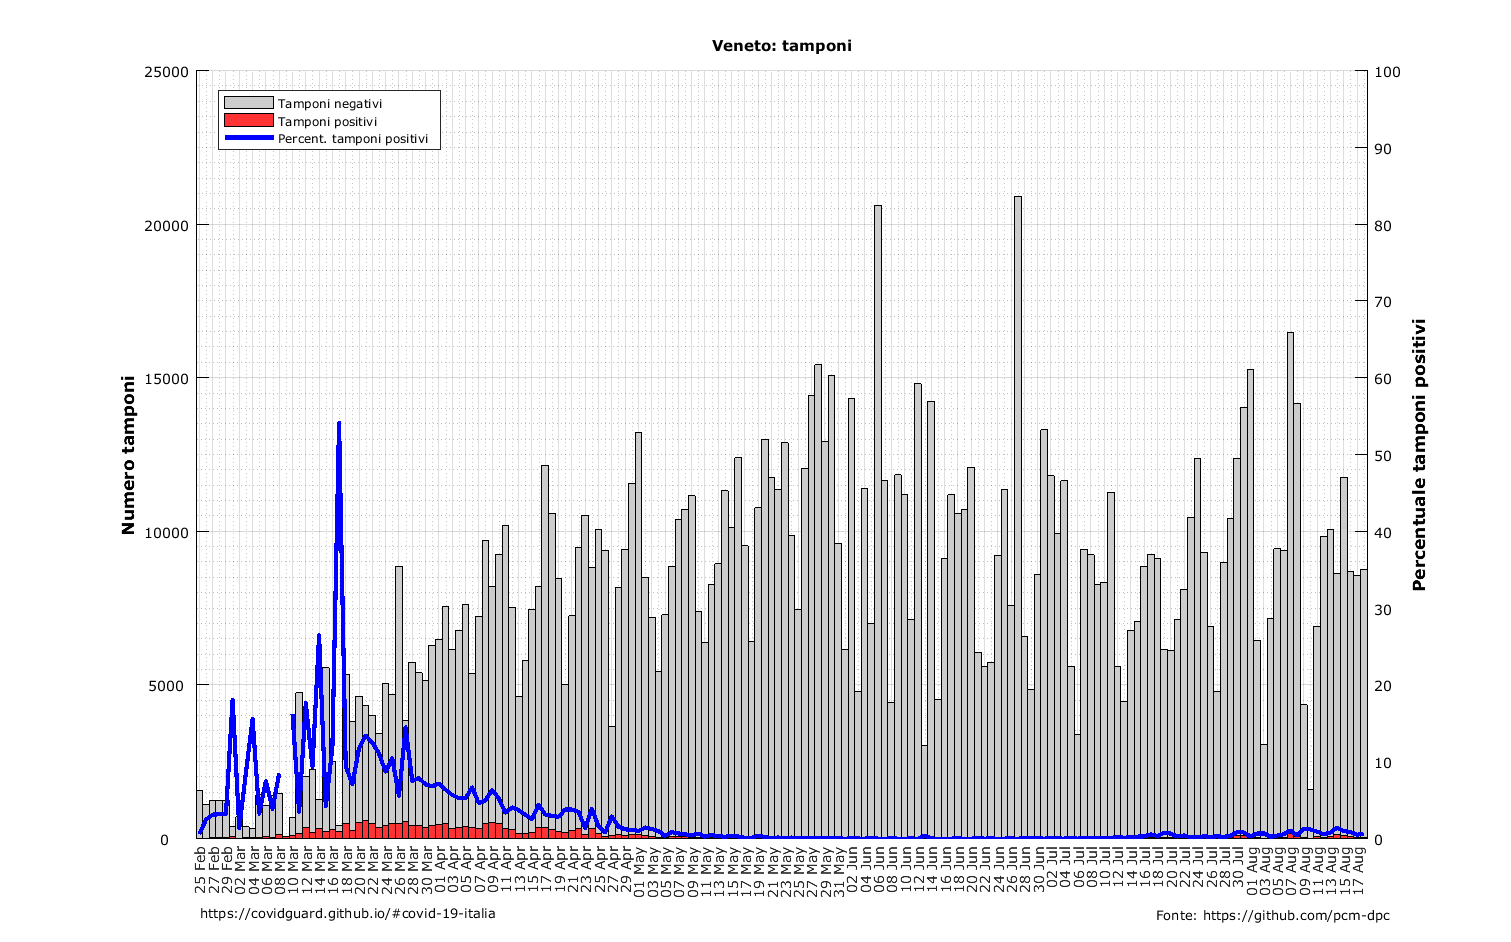 Veneto: tamponi
25000
20000
15000
10000
5000
0
Numero tamponi
Tamponi negativi
Tamponi positivi
Percent. tamponi positivi
100
90
80
70
60
50
40
30
20
10
0
Percentuale tamponi positivi
25 Feb
27 Feb
29 Feb
02 Mar
04 Mar
06 Mar
08 Mar
10 Mar
12 Mar
14 Mar
16 Mar
18 Mar
20 Mar
22 Mar
24 Mar
26 Mar
28 Mar
30 Mar
01 Apr
03 Apr
05 Apr
07 Apr
09 Apr
11 Apr
13 Apr
15 Apr
17 Apr
19 Apr
21 Apr
23 Apr
25 Apr
27 Apr
29 Apr
01 May
03 May
05 May
07 May
09 May
11 May
13 May
15 May
17 May
19 May
21 May
23 May
25 May
27 May
29 May
31 May
02 Jun
04 Jun
06 Jun
08 Jun
10 Jun
12 Jun
14 Jun
16 Jun
18 Jun
20 Jun
22 Jun
24 Jun
26 Jun
28 Jun
30 Jun
02 Jul
04 Jul
06 Jul
08 Jul
10 Jul
12 Jul
14 Jul
16 Jul
18 Jul
20 Jul
22 Jul
24 Jul
26 Jul
28 Jul
30 Jul
01 Aug
03 Aug
05 Aug
07 Aug
09 Aug
11 Aug
13 Aug
15 Aug
17 Aug
https://covidguard.github.io/#covid-19-italia
Fonte: https://github.com/pcm-dpc